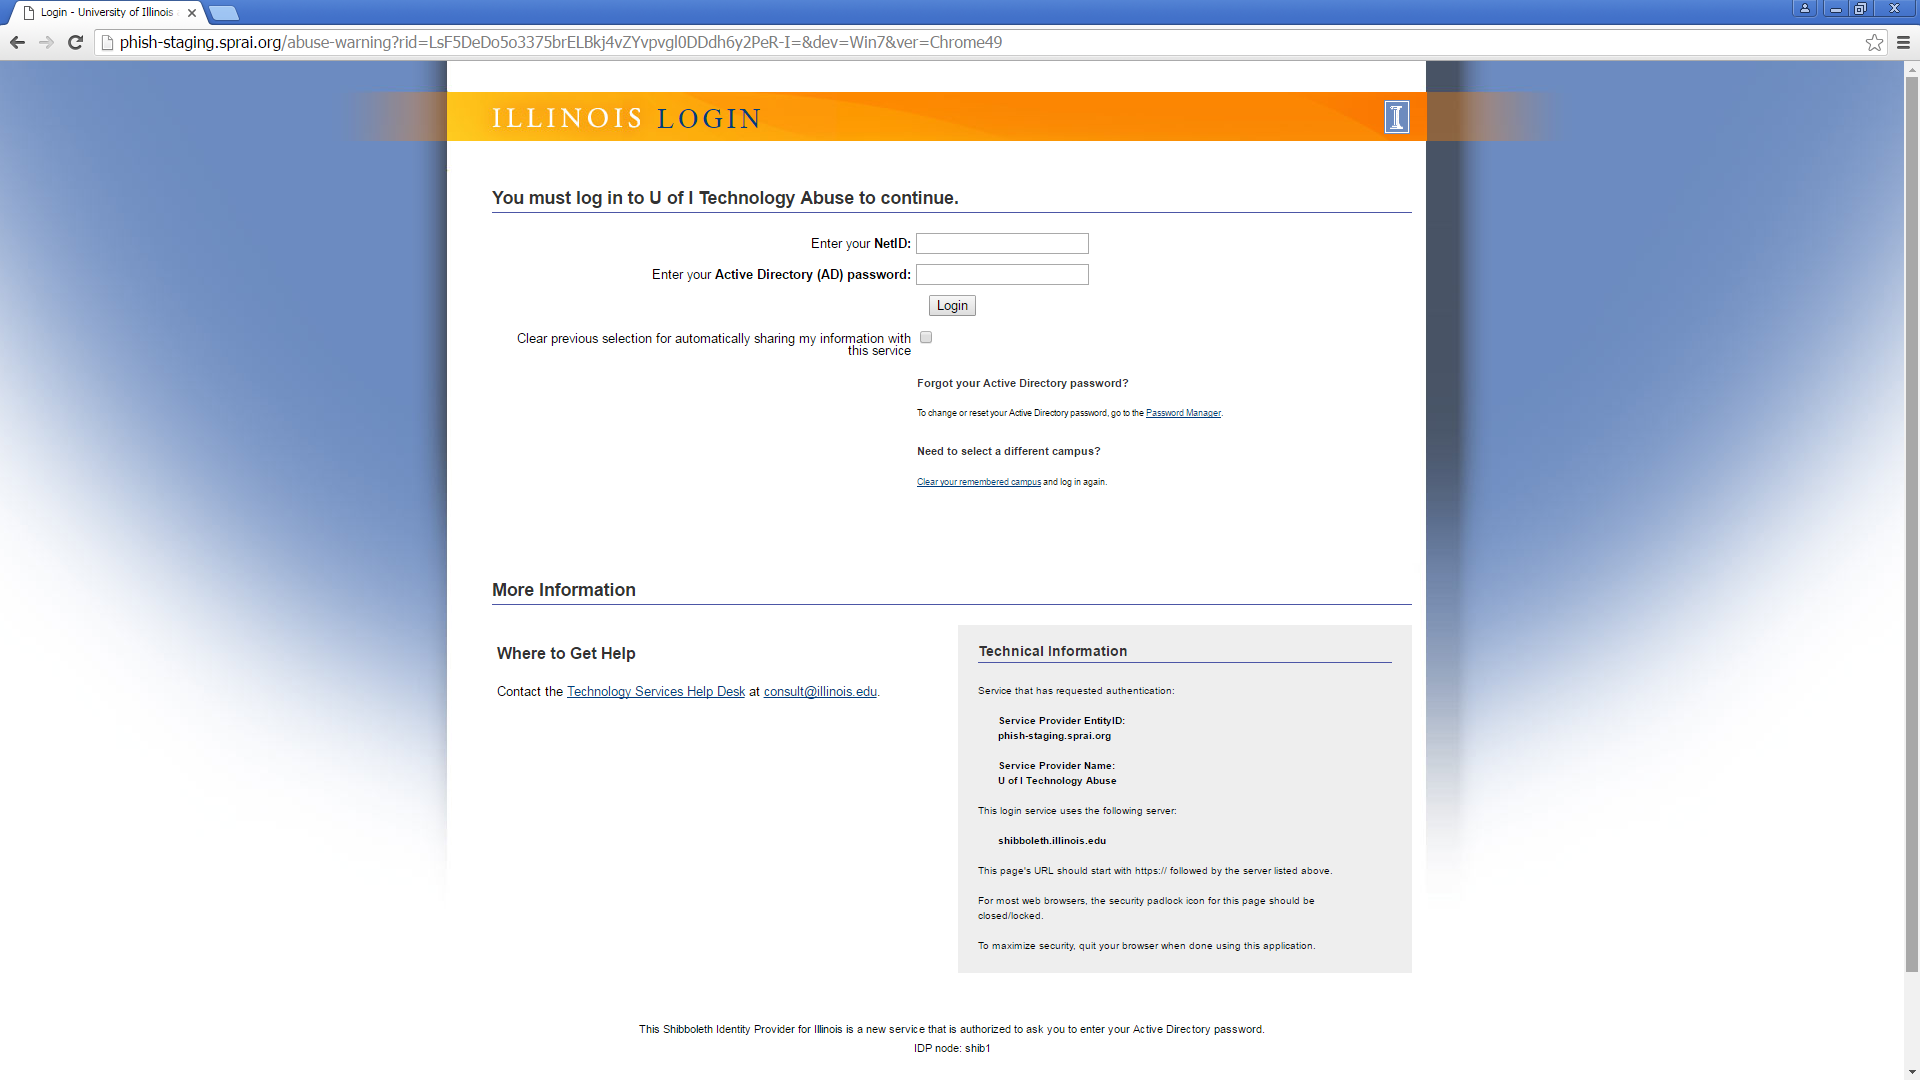 Login - University of Illinois
phish-staging.sprai.org/abuse-warning?rid=LsF5DeDo5o3375brELBkj4vZYvpvgl0DDdh6y2PeR-I=&dev=Win7&ver=Chrome49
ILLINOIS LOGIN
I
You must log in to U of I Technology Abuse to continue.
Enter your NetID:
Enter your Active Directory (AD) password:
Login
Clear previous selection for automatically sharing my information with
this service
Forgot your Active Directory password?
To change or reset your Active Directory password, go to the Password Manager.
Need to select a different campus?
Clear your remembered campus and log in again.
More Information
Where to Get Help
Contact the Technology Services Help Desk at consult@illinois.edu.
Technical Information
Service that has requested authentication:
Service Provider EntityID:
phish-staging.sprai.org
Service Provider Name:
U of I Technology Abuse
This login service uses the following server:
shibboleth.illinois.edu
This page's URL should start with https:// followed by the server listed above.
For most web browsers, the security padlock icon for this page should be
closed/locked.
To maximize security, quit your browser when done using this application.
This Shibboleth Identity Provider for Illinois is a new service that is authorized to ask you to enter your Active Directory password.
IDP node: shib1